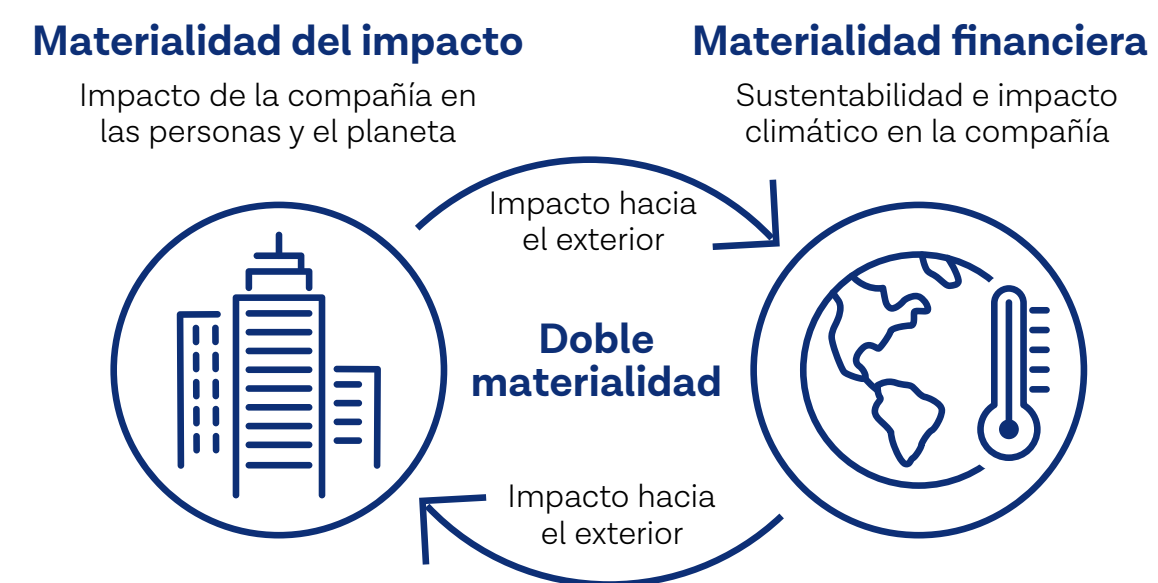 Materialidad del impacto
Impacto de la compañía en
las personas y el planeta
Materialidad financiera
Sustentabilidad e impacto
climático en la compañía
Impacto hacia
el exterior
Doble
materialidad
Impacto hacia
el exterior